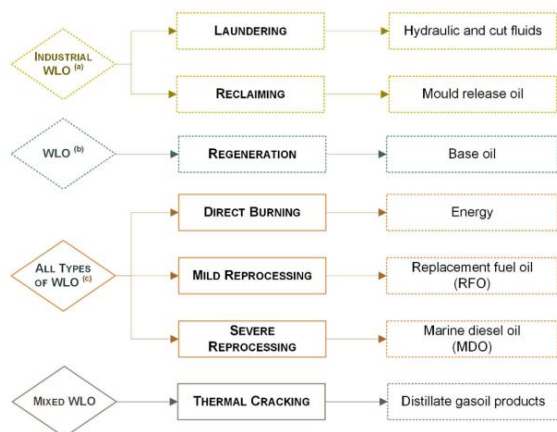 LAUNDERING
Hydraulic and cut fluids
INDUSTRIAL
WLO (a)
RECLAIMING
Mould release oil
WLO (b)
REGENERATION
Base oil
DIRECT BURNING
Energy
ALL TYPES
OF WLO (c)
MILD REPROCESSING
Replacement fuel oil
(RFO)
SEVERE
REPROCESSING
Marine diesel oil
(MDO)
MIXED WLO
THERMAL CRACKING
Distillate gasoil products